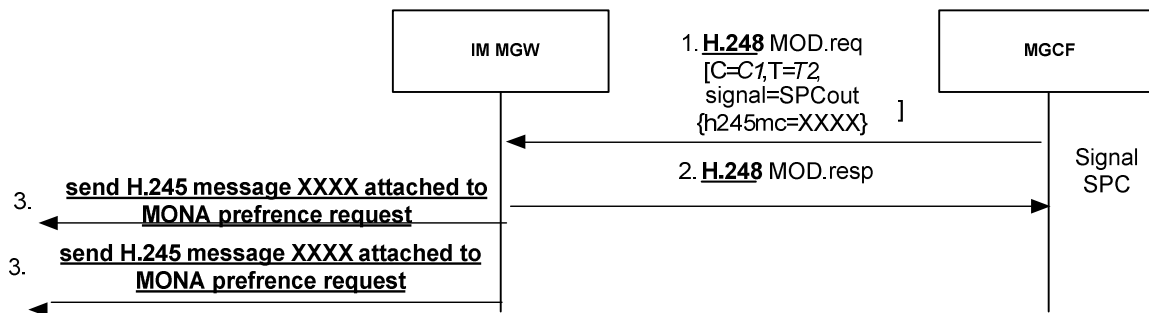 IM MGW
MGCF
1. H.248 MOD.req
[C=C1,T=T2,
signal=SPCout
{h245mc=XXXX} ]
Signal
SPC
2. H.248 MOD.resp
3. send H.245 message XXXX attached to
MONA prefrence request
3. send H.245 message XXXX attached to
MONA prefrence request